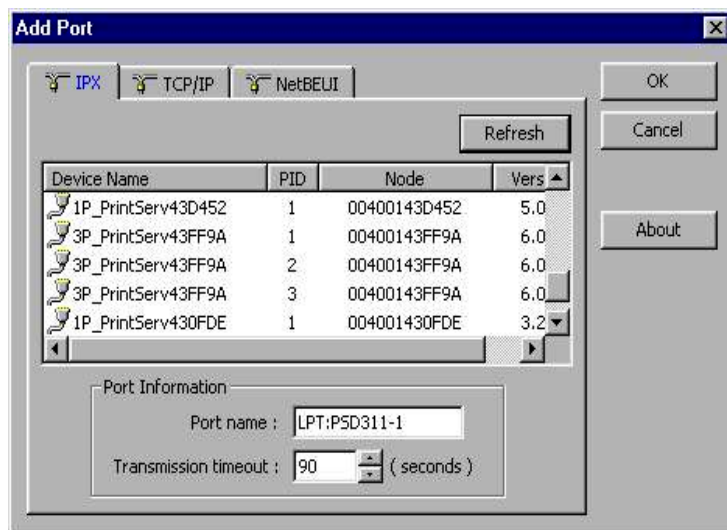 Add Port
IPX TCP/IP NetBEUI
OK
Refresh
Cancel
Device Name PID Node Vers
1P_PrintServ43D452 1 00400143D452 5.0
3P_PrintServ43FF9A 1 00400143FF9A 6.0
3P_PrintServ43FF9A 2 00400143FF9A 6.0
3P_PrintServ43FF9A 3 00400143FF9A 6.0
1P_PrintServ430FDE 1 004001430FDE 3.2
About
Port Information
Port name : LPT:PSD311-1
Transmission timeout : 90 ( seconds )